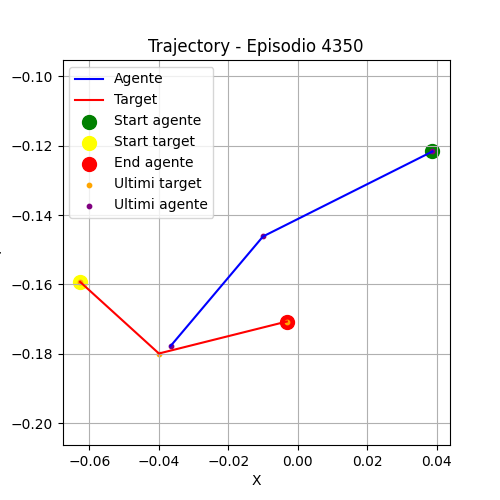 Trajectory - Episodio 4350
Agente
Target
Start agente
Start target
End agente
Ultimi target
Ultimi agente
−0.10
−0.12
−0.14
−0.16
−0.18
−0.20
−0.06
−0.04
−0.02
0.00
0.02
0.04
X